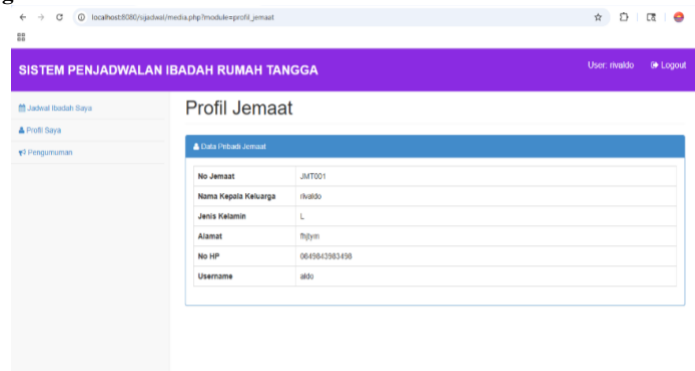 g
localhost:8080/sijadwal/media.php?module=profil_jemaat
SISTEM PENJADWALAN IBADAH RUMAH TANGGA
User: rivaldo Logout
Jadwal Ibadah Saya
Profil Saya
Pengumuman
Profil Jemaat
Data Pribadi Jemaat
No Jemaat JMT001
Nama Kepala Keluarga rivaldo
Jenis Kelamin L
Alamat
No HP 0849843983498
Username aldo